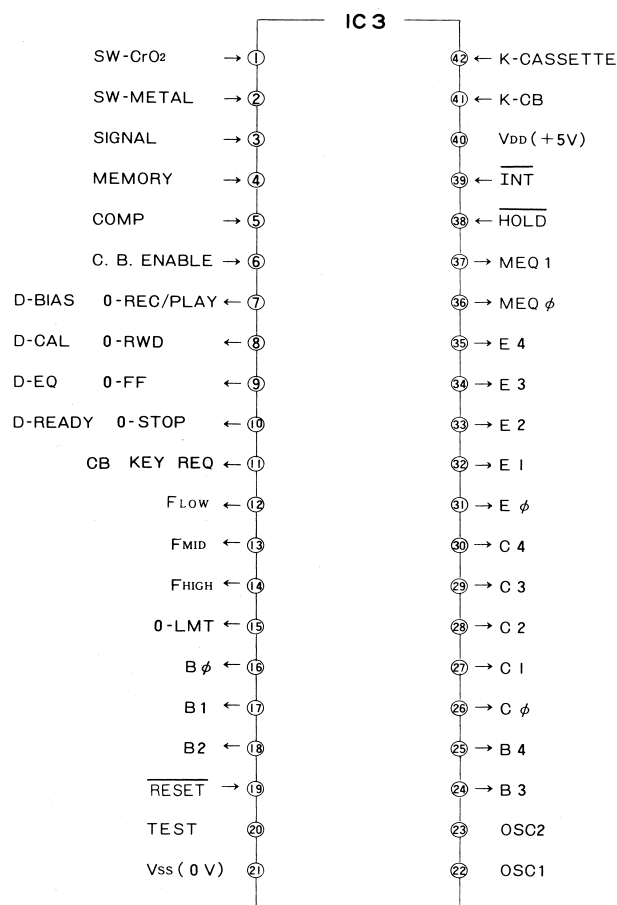 IC 3
SW-CrO2 → ① ㊷ ← K-CASSETTE
SW-METAL → ② ㊶ ← K-CB
SIGNAL → ③ ㊵ VDD (+5V)
MEMORY → ④ ㊴ ← INT
COMP → ⑤ ㊳ ← HOLD
C. B. ENABLE → ⑥ ㊲ → MEQ 1
D-BIAS 0-REC/PLAY ← ⑦ ㊱ → MEQ ϕ
D-CAL 0-RWD ← ⑧ ㉟ → E 4
D-EQ 0-FF ← ⑨ ㉞ → E 3
D-READY 0-STOP ← ⑩ ㉝ → E 2
CB KEY REQ ← ⑪ ㉜ → E 1
FLOW ← ⑫ ㉛ → E ϕ
FMID ← ⑬ ㉚ → C 4
FHIGH ← ⑭ ㉙ → C 3
0-LMT ← ⑮ ㉘ → C 2
B ϕ ← ⑯ ㉗ → C 1
B 1 ← ⑰ ㉖ → C ϕ
B2 ← ⑱ ㉕ → B 4
RESET → ⑲ ㉔ → B 3
TEST ⑳ ㉓ OSC2
Vss ( 0 V ) ㉑ ㉒ OSC1